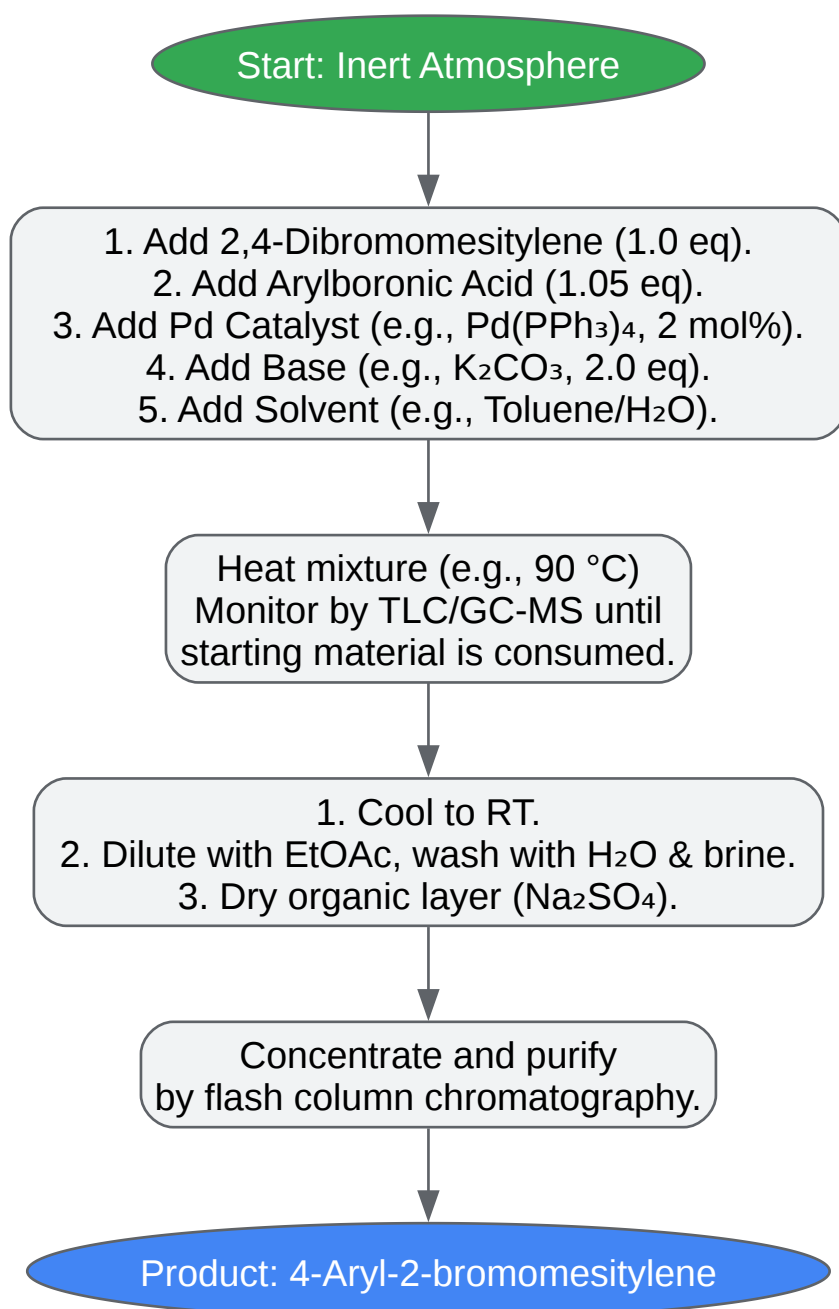 Start: Inert Atmosphere
1. Add 2,4-Dibromomesitylene (1.0 eq).
2. Add Arylboronic Acid (1.05 eq).
3. Add Pd Catalyst (e.g., Pd(PPh₃)₄, 2 mol%).
4. Add Base (e.g., K₂CO₃, 2.0 eq).
5. Add Solvent (e.g., Toluene/H₂O).
Heat mixture (e.g., 90 °C)
Monitor by TLC/GC-MS until
starting material is consumed.
1. Cool to RT.
2. Dilute with EtOAc, wash with H₂O & brine.
3. Dry organic layer (Na₂SO₄).
Concentrate and purify
by flash column chromatography.
Product: 4-Aryl-2-bromomesitylene